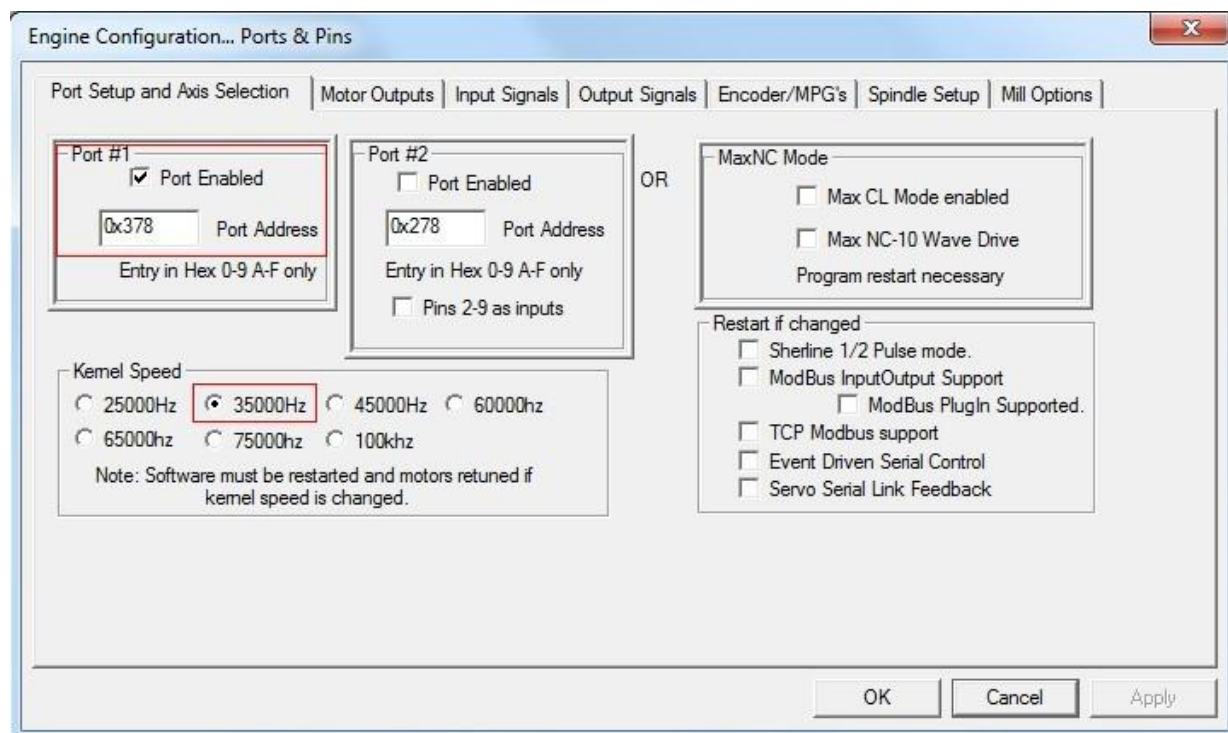 Engine Configuration... Ports & Pins
Port Setup and Axis Selection
Motor Outputs
Input Signals
Output Signals
Encoder/MPG's
Spindle Setup
Mill Options
Port #1
Port Enabled
0x378
Port Address
Entry in Hex 0-9 A-F only
Port #2
Port Enabled
0x278
Port Address
Entry in Hex 0-9 A-F only
Pins 2-9 as inputs
OR
MaxNC Mode
Max CL Mode enabled
Max NC-10 Wave Drive
Program restart necessary
Restart if changed
Sherline 1/2 Pulse mode.
ModBus InputOutput Support
ModBus PlugIn Supported.
TCP Modbus support
Event Driven Serial Control
Servo Serial Link Feedback
Kernel Speed
25000Hz
35000Hz
45000Hz
60000hz
65000hz
75000hz
100khz
Note: Software must be restarted and motors retuned if
kernel speed is changed.
OK
Cancel
Apply